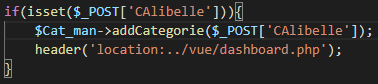 if(isset($_POST['CAlibelle'])){
    $Cat_man->addCategorie($_POST['CAlibelle']);
    header('location:../vue/dashboard.php');
}